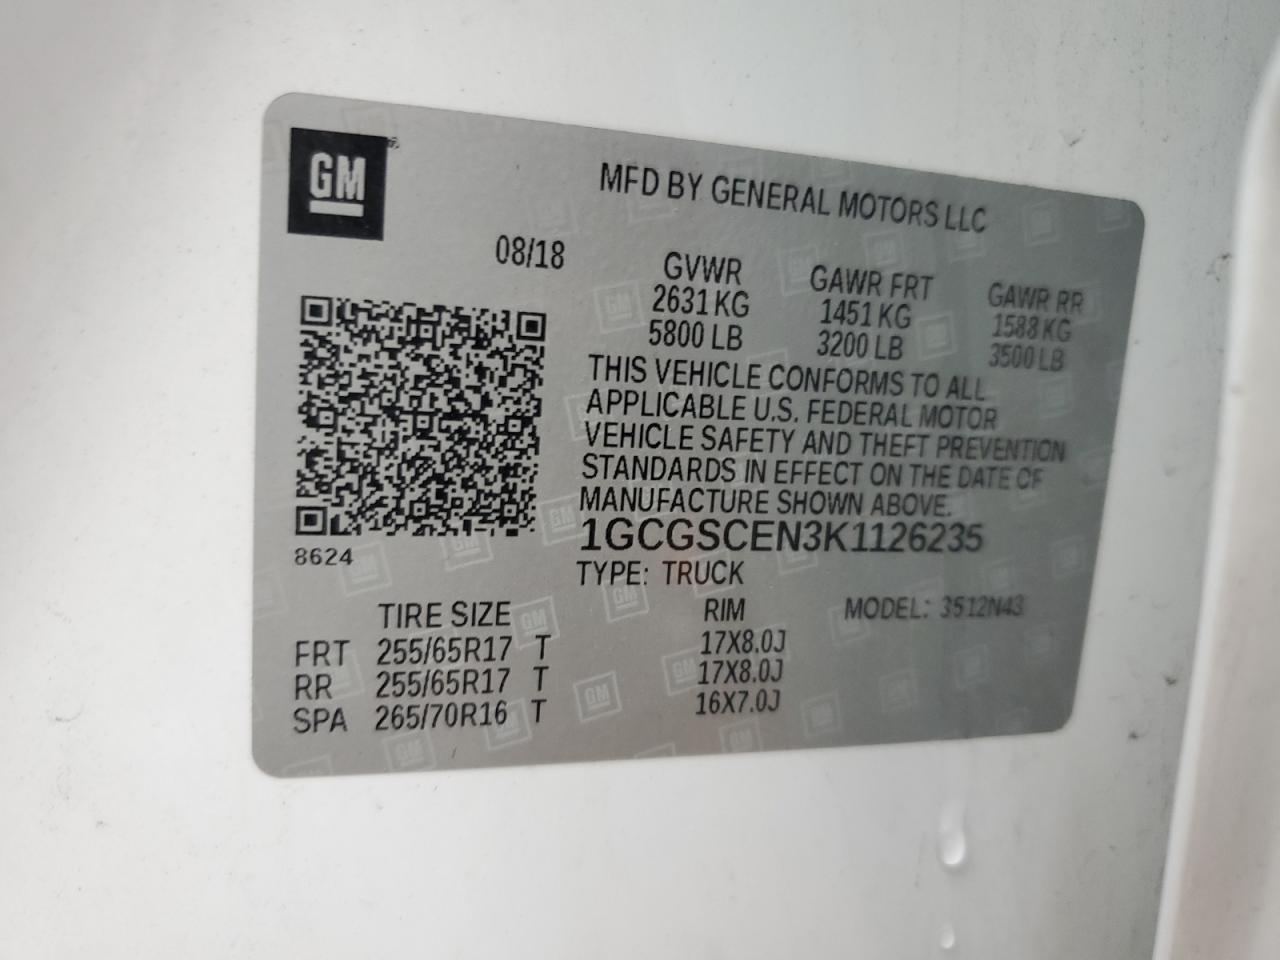 GM
MFD BY GENERAL MOTORS LLC
08/18
GVWR GAWR FRT GAWR RR
2631 KG 1451 KG 1588 KG
5800 LB 3200 LB 3500 LB
THIS VEHICLE CONFORMS TO ALL
APPLICABLE U.S. FEDERAL MOTOR
VEHICLE SAFETY AND THEFT PREVENTION
STANDARDS IN EFFECT ON THE DATE OF
MANUFACTURE SHOWN ABOVE.
1GCGSCEN3K1126235
8624
TYPE: TRUCK
TIRE SIZE RIM MODEL: 3512N43
FRT 255/65R17 T 17X8.0J
RR 255/65R17 T 17X8.0J
SPA 265/70R16 T 16X7.0J